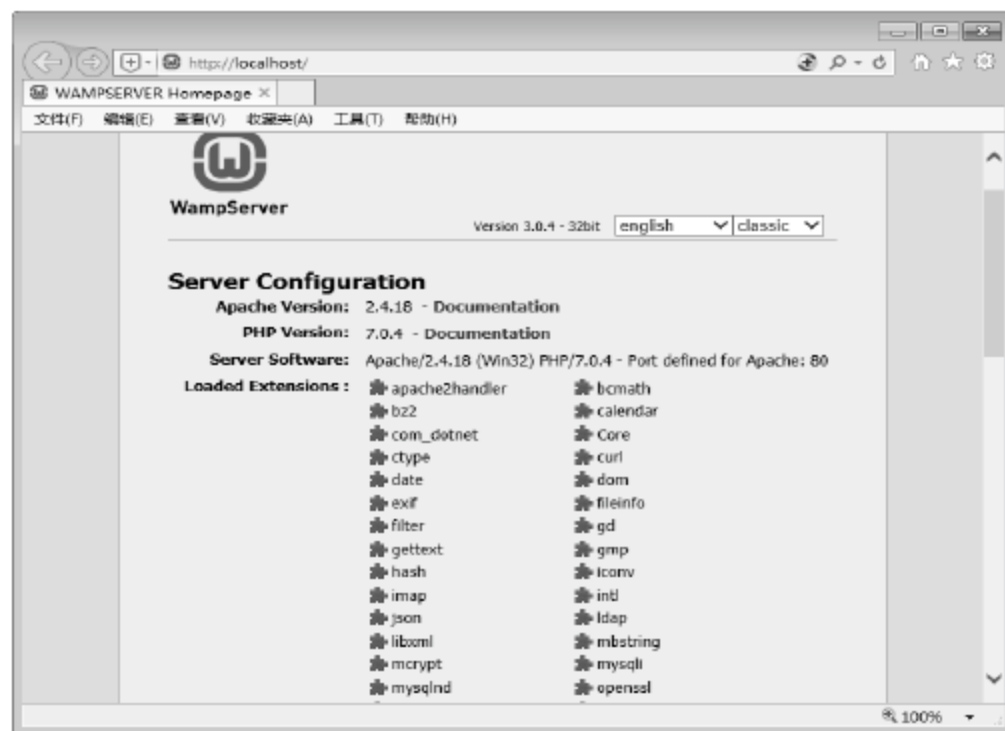 http://localhost/
WAMPSERVER Homepage
文件(F) 编辑(E) 查看(V) 收藏夹(A) 工具(T) 帮助(H)
WampServer
Version 3.0.4 - 32bit english classic
Server Configuration
Apache Version: 2.4.18 - Documentation
PHP Version: 7.0.4 - Documentation
Server Software: Apache/2.4.18 (Win32) PHP/7.0.4 - Port defined for Apache: 80
Loaded Extensions : apache2handler bcmath
bz2 calendar
com_dotnet Core
ctype curl
date dom
exif fileinfo
filter gd
gettext gmp
hash iconv
imap intl
json ldap
libxml mbstring
mcrypt mysqli
mysqlnd openssl
100%